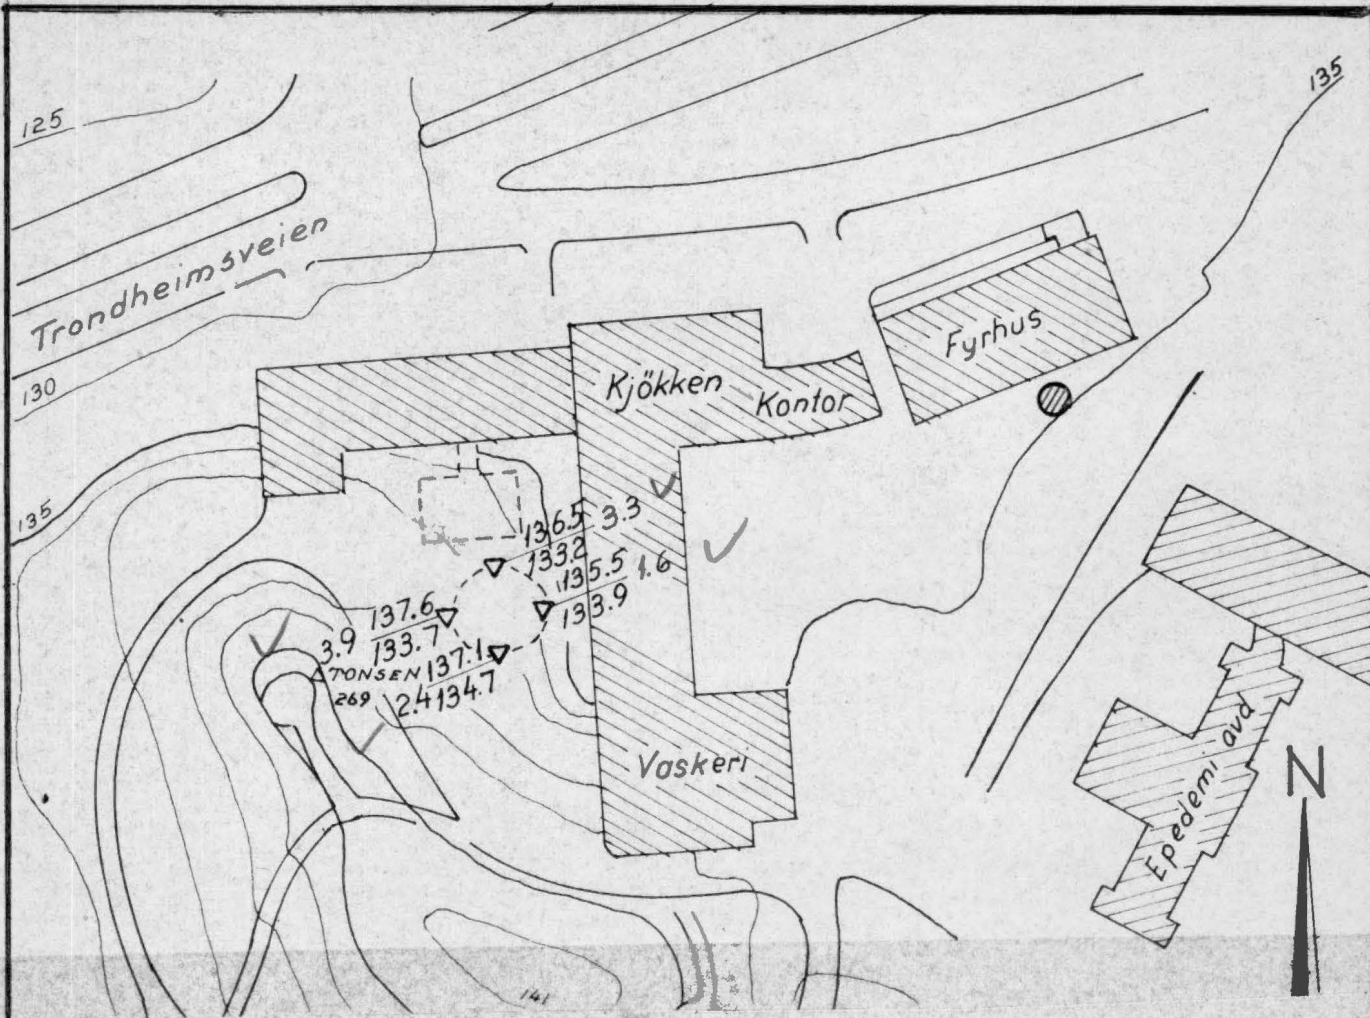 135
125
Trondheimsveien
Fyrhus
130
Kjökken
Kontor
135
136.5 3.3
133.2
135.5 1.6
133.9
137.6
3.9 133.7
TONSEN 137.1
269 2.4 134.7
Vaskeri
N
Epedemi avd
141